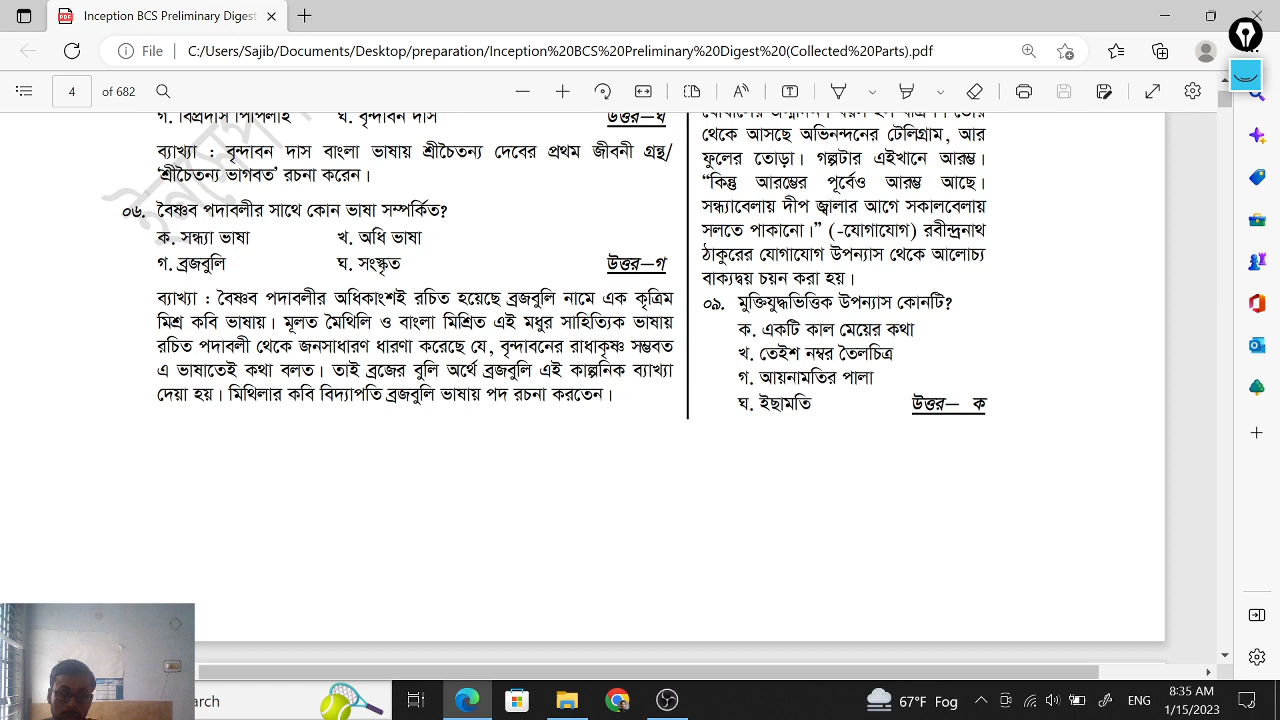 Inception BCS Preliminary Digest
File
C:/Users/Sajib/Documents/Desktop/preparation/Inception%20BCS%20Preliminary%20Digest%20(Collected%20Parts).pdf
4 of 682
গ. বিপ্রদাস পিপিলাই ঘ. বৃন্দাবন দাস উত্তর–ঘ
ব্যাখ্যা : বৃন্দাবন দাস বাংলা ভাষায় শ্রীচৈতন্য দেবের প্রথম জীবনী গ্রন্থ/
‘শ্রীচৈতন্য ভাগবত’ রচনা করেন।
০৬. বৈষ্ণব পদাবলীর সাথে কোন ভাষা সম্পর্কিত?
ক. সন্ধ্যা ভাষা খ. অধি ভাষা
গ. ব্রজবুলি ঘ. সংস্কৃত উত্তর–গ
ব্যাখ্যা : বৈষ্ণব পদাবলীর অধিকাংশই রচিত হয়েছে ব্রজবুলি নামে এক কৃত্রিম
মিশ্র কবি ভাষায়। মূলত মৈথিলি ও বাংলা মিশ্রিত এই মধুর সাহিত্যিক ভাষায়
রচিত পদাবলী থেকে জনসাধারণ ধারণা করেছে যে, বৃন্দাবনের রাধাকৃষ্ণ সম্ভবত
এ ভাষাতেই কথা বলত। তাই ব্রজের বুলি অর্থে ব্রজবুলি এই কাল্পনিক ব্যাখ্যা
দেয়া হয়। মিথিলার কবি বিদ্যাপতি ব্রজবুলি ভাষায় পদ রচনা করতেন।
থেকে আসছে অভিনন্দনের টেলিগ্রাম, আর
ফুলের তোড়া। গল্পটার এইখানে আরম্ভ।
“কিন্তু আরম্ভের পূর্বেও আরম্ভ আছে।
সন্ধ্যাবেলায় দীপ জ্বালার আগে সকালবেলায়
সলতে পাকানো।” (-যোগাযোগ) রবীন্দ্রনাথ
ঠাকুরের যোগাযোগ উপন্যাস থেকে আলোচ্য
বাক্যদ্বয় চয়ন করা হয়।
০৯. মুক্তিযুদ্ধভিত্তিক উপন্যাস কোনটি?
ক. একটি কাল মেয়ের কথা
খ. তেইশ নম্বর তৈলচিত্র
গ. আয়নামতির পালা
ঘ. ইছামতি উত্তর– ক
67°F Fog
ENG
8:35 AM
1/15/2023